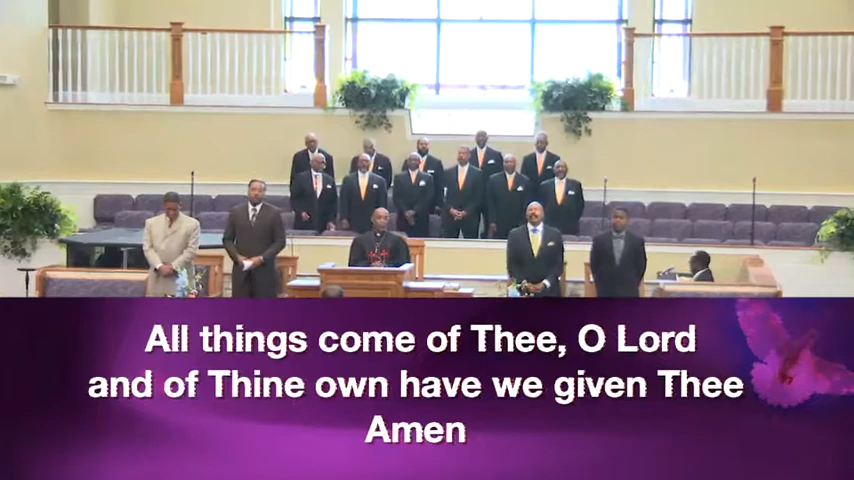 All things come of Thee, O Lord
and of Thine own have we given Thee
Amen